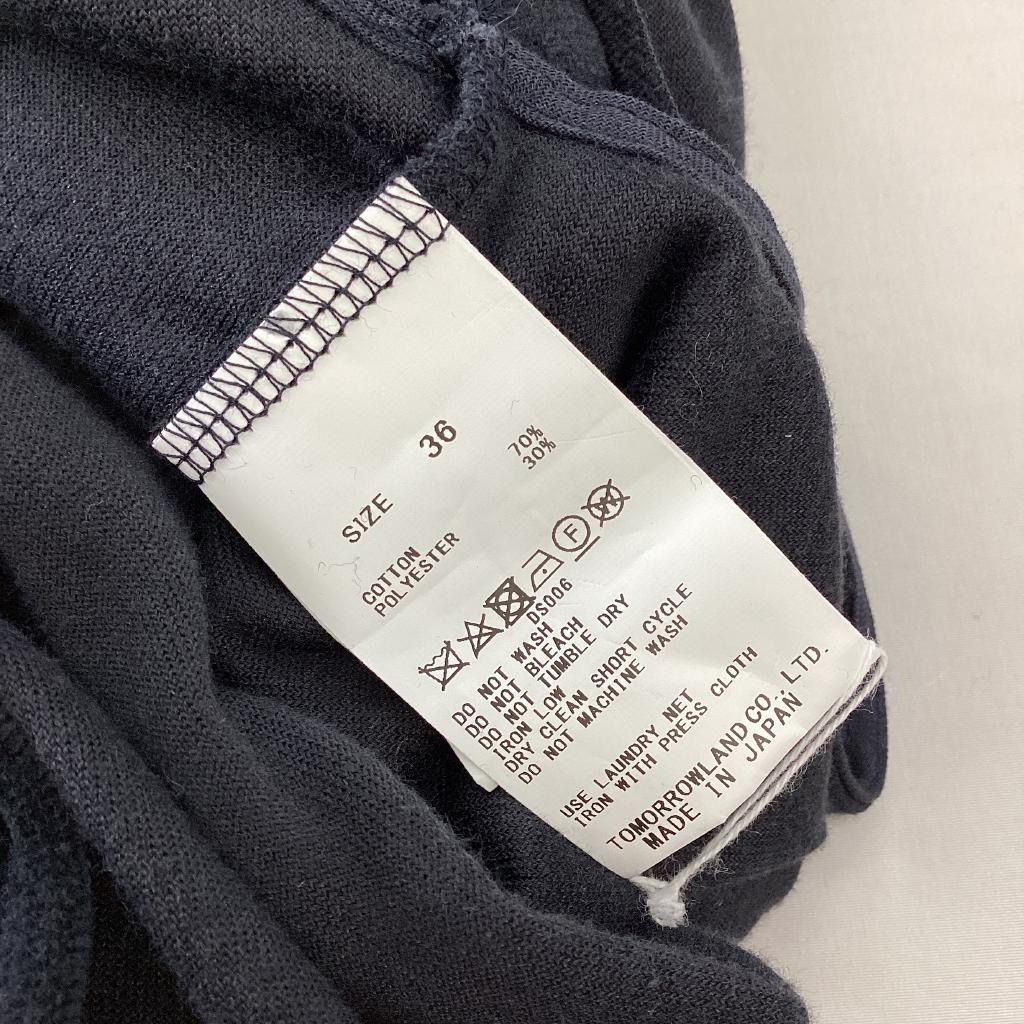 SIZE 36
COTTON 70%
POLYESTER 30%
F
W
DS006
DO NOT WASH
DO NOT BLEACH
DO NOT TUMBLE DRY
IRON LOW
DRY CLEAN SHORT CYCLE
DO NOT MACHINE WASH
USE LAUNDRY NET
IRON WITH PRESS CLOTH
TOMORROWLAND CO., LTD.
MADE IN JAPAN